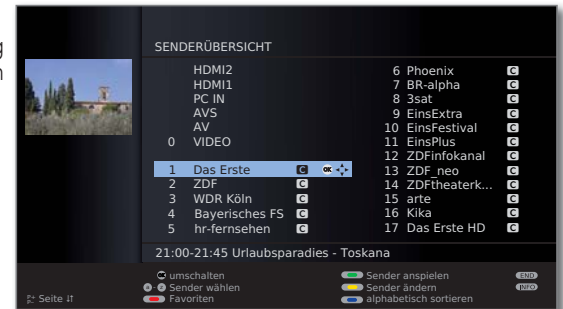 g
n
SENDERÜBERSICHT
HDMI2
HDMI1
PC IN
AVS
AV
0 VIDEO
1 Das Erste C OK
2 ZDF C
3 WDR Köln C
4 Bayerisches FS C
5 hr-fernsehen C
6 Phoenix C
7 BR-alpha C
8 3sat C
9 EinsExtra C
10 EinsFestival C
11 EinsPlus C
12 ZDFinfokanal C
13 ZDF_neo C
14 ZDFtheaterk... C
15 arte C
16 Kika C
17 Das Erste HD C
21:00-21:45 Urlaubsparadies - Toskana
P+ P- Seite
OK umschalten
Sender wählen
Favoriten
Sender anspielen
Sender ändern
alphabetisch sortieren
END
INFO